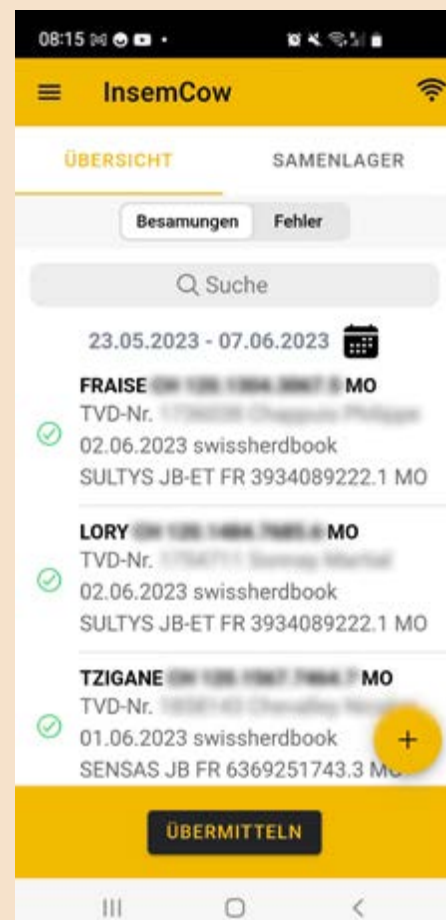 08:15
InsemCow
ÜBERSICHT SAMENLAGER
Besamungen Fehler
Suche
23.05.2023 - 07.06.2023
FRAISE MO
TVD-Nr.
02.06.2023 swissherdbook
SULTYS JB-ET FR 3934089222.1 MO
LORY MO
TVD-Nr.
02.06.2023 swissherdbook
SULTYS JB-ET FR 3934089222.1 MO
TZIGANE MO
TVD-Nr.
01.06.2023 swissherdbook
+
SENSAS JB FR 6369251743.3 MO
ÜBERMITTELN